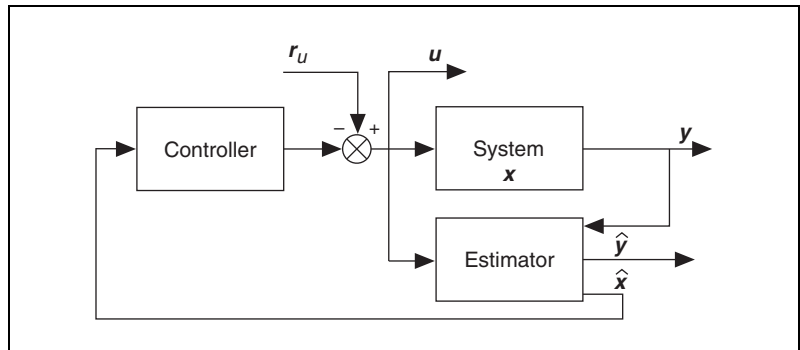 r_u
u
– +
Controller
System
x
y
Estimator
ŷ
x̂